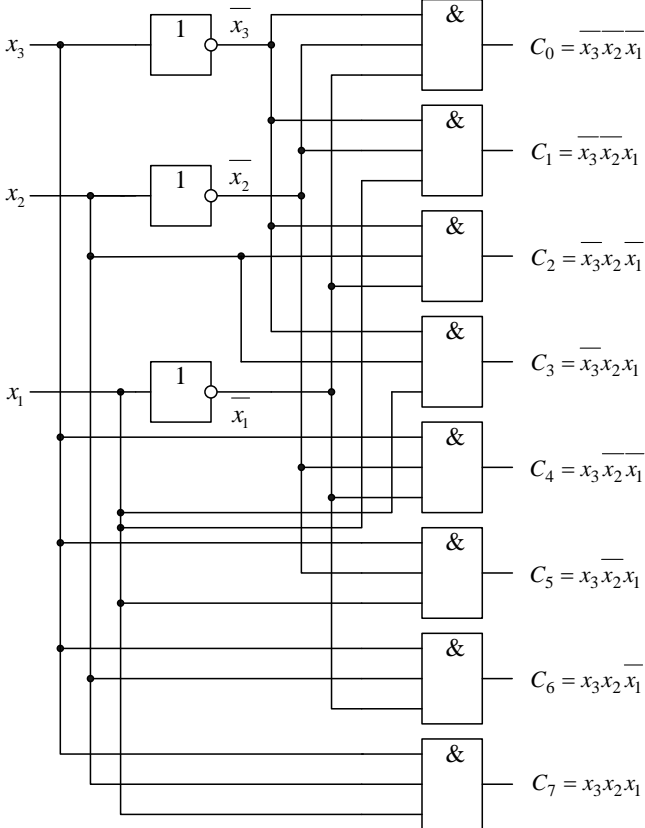 &
1
x̅₃
x₃
C₀ = x̅₃x̅₂x̅₁
&
C₁ = x̅₃x̅₂x₁
1
x̅₂
x₂
&
C₂ = x̅₃x₂x̅₁
&
C₃ = x̅₃x₂x₁
1
x₁
x̅₁
&
C₄ = x₃x̅₂x̅₁
&
C₅ = x₃x̅₂x₁
&
C₆ = x₃x₂x̅₁
&
C₇ = x₃x₂x₁